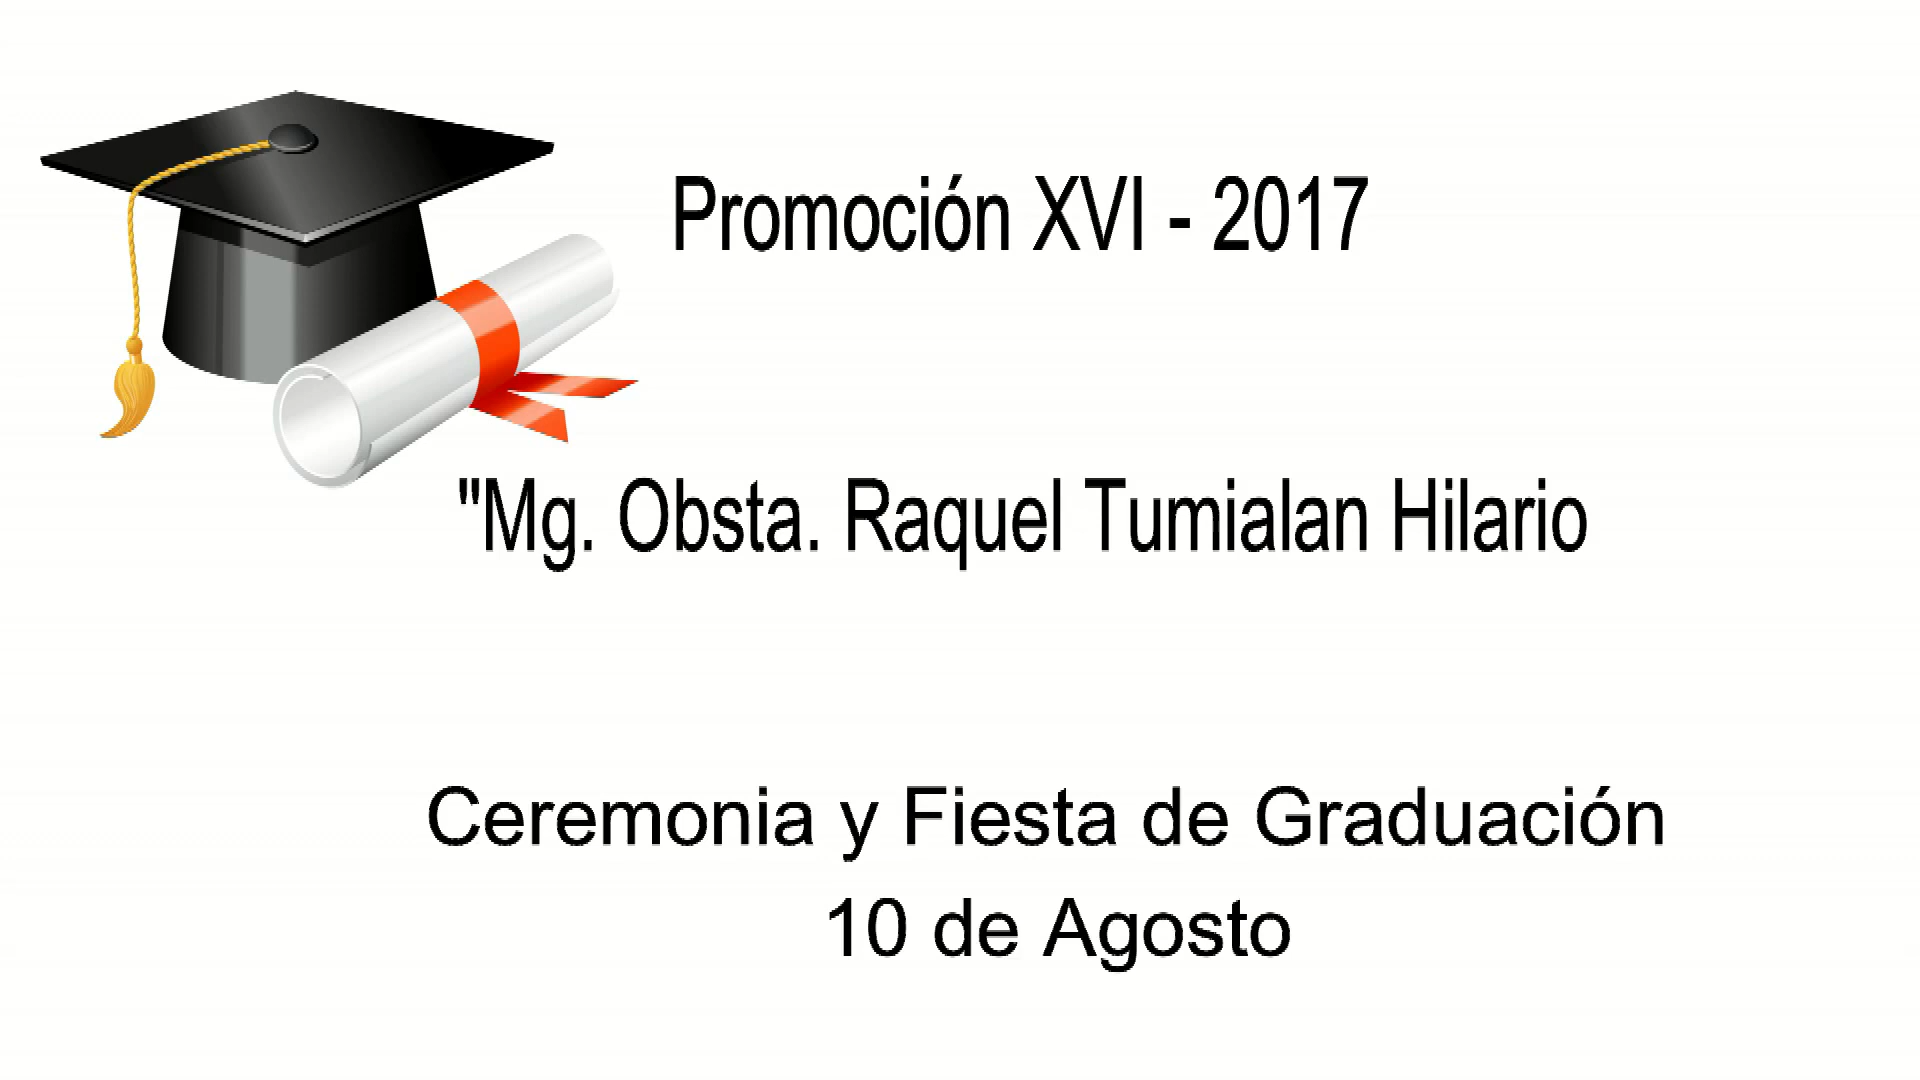 Promoción XVI - 2017
"Mg. Obsta. Raquel Tumialan Hilario
Ceremonia y Fiesta de Graduación
10 de Agosto